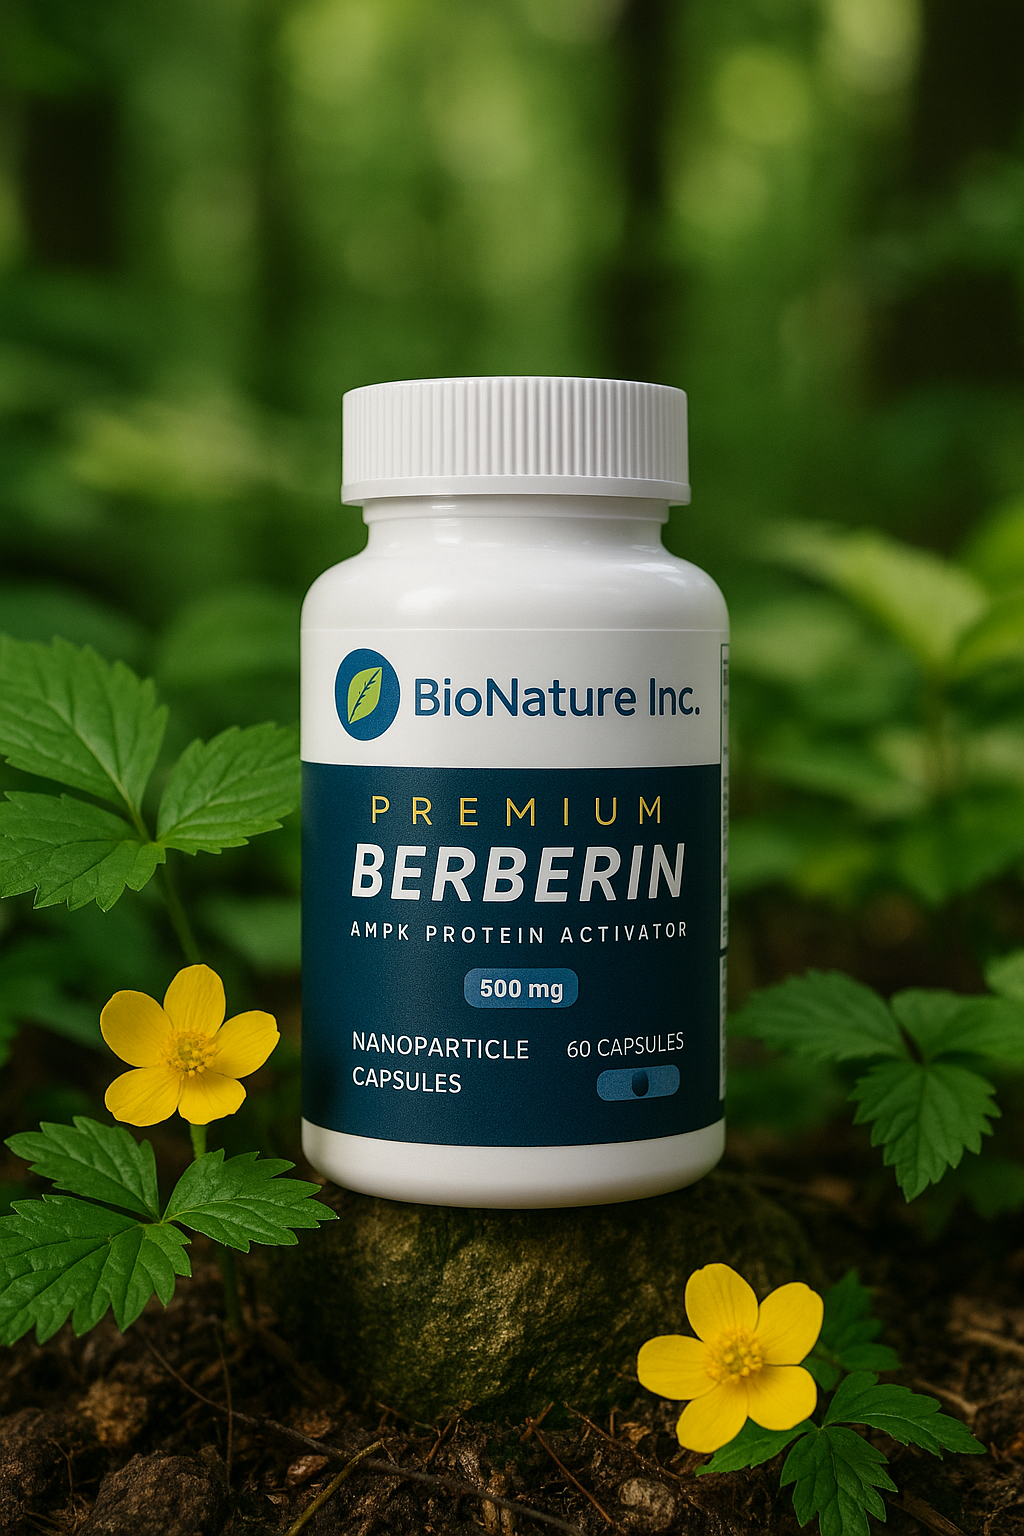 BioNature Inc.
PREMIUM
BERBERIN
AMPK PROTEIN ACTIVATOR
500 mg
NANOPARTICLE
CAPSULES
60 CAPSULES